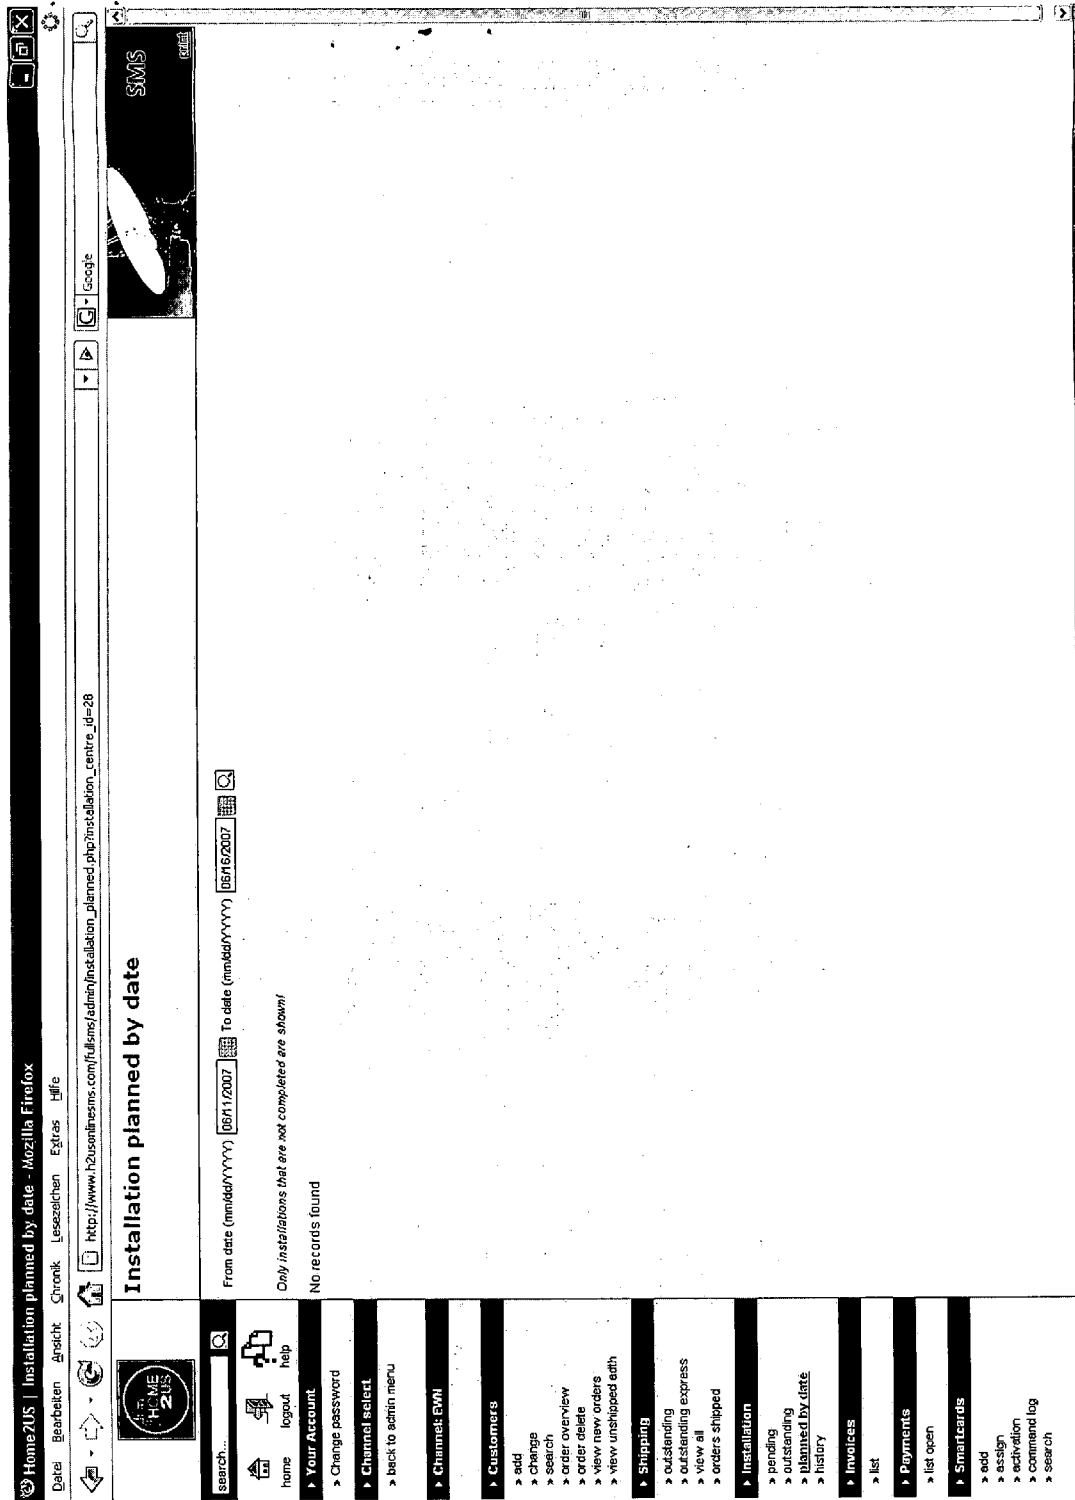 Home2US | Installation planned by date - Mozilla Firefox
Datei Bearbeiten Ansicht Chronik Lesezeichen Extras Hilfe
http://www.h2usonlinesms.com/fullsms/admin/installation_planned.php?installation_centre_id=28
G Google
HOME
2US
Installation planned by date
SMS
search...
home logout help
Your Account
» Change password
Channel select
» back to admin menu
Channel: EWN
Customers
» add
» change
» search
» order overview
» order delete
» view new orders
» view unshipped edth
Shipping
» outstanding
» outstanding express
» view all
» orders shipped
Installation
» pending
» outstanding
» planned by date
» history
Invoices
» list
Payments
» list open
Smartcards
» add
» assign
» activation
» command log
» search
From date (mm/dd/YYYY) 06/11/2007 To date (mm/dd/YYYY) 06/16/2007
Only installations that are not completed are shown!
No records found